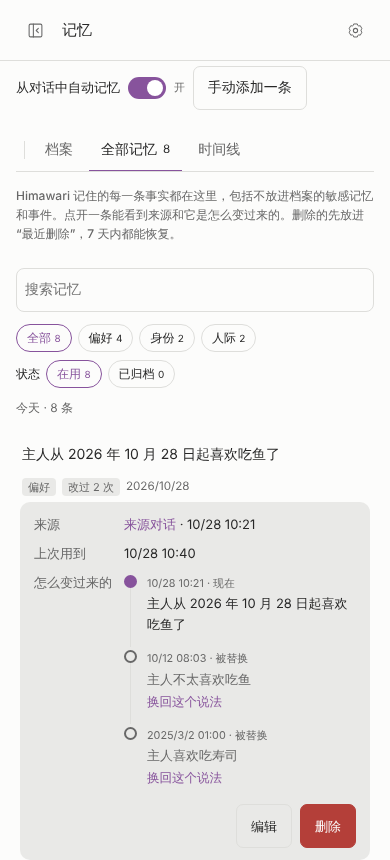 记忆
从对话中自动记忆 开 手动添加一条
档案 全部记忆 8 时间线
Himawari 记住的每一条事实都在这里，包括不放进档案的敏感记忆
和事件。点开一条能看到来源和它是怎么变过来的。删除的先放进
“最近删除”，7 天内都能恢复。
搜索记忆
全部 8 偏好 4 身份 2 人际 2
状态 在用 8 已归档 0
今天 · 8 条
主人从 2026 年 10 月 28 日起喜欢吃鱼了
偏好 改过 2 次 2026/10/28
来源 来源对话 · 10/28 10:21
上次用到 10/28 10:40
怎么变过来的 10/28 10:21 · 现在
主人从 2026 年 10 月 28 日起喜欢
吃鱼了
10/12 08:03 · 被替换
主人不太喜欢吃鱼
换回这个说法
2025/3/2 01:00 · 被替换
主人喜欢吃寿司
换回这个说法
编辑 删除